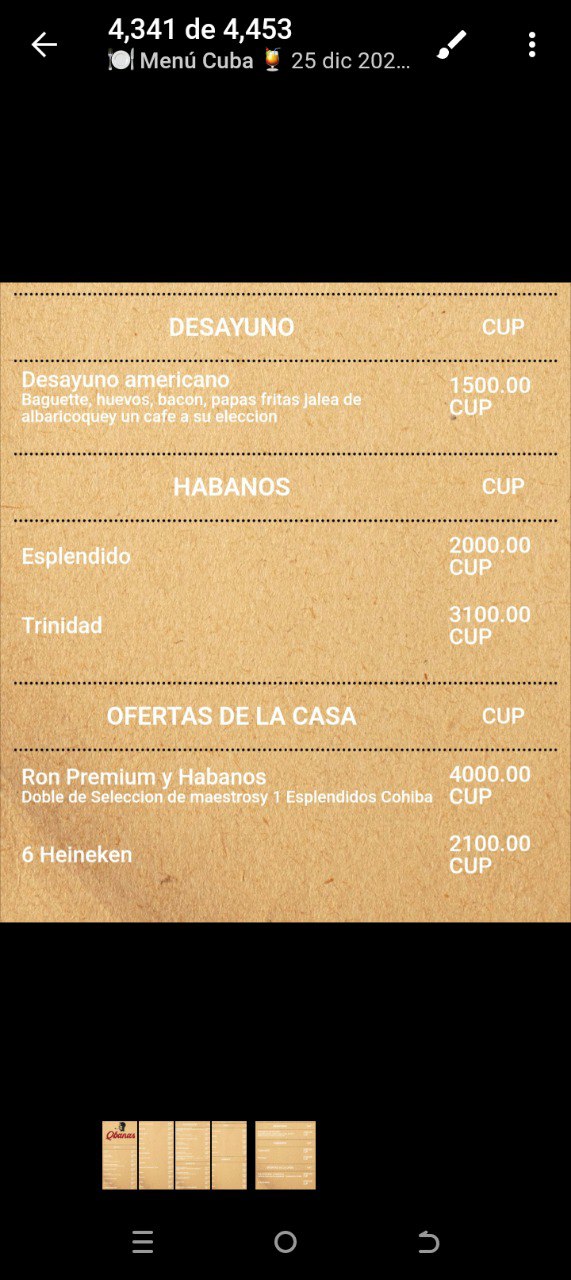 4,341 de 4,453
🍽️ Menú Cuba 🍹 25 dic 202...
DESAYUNO CUP
Desayuno americano 1500.00 CUP
Baguette, huevos, bacon, papas fritas jalea de
albaricoquey un cafe a su eleccion
HABANOS CUP
Esplendido 2000.00 CUP
Trinidad 3100.00 CUP
OFERTAS DE LA CASA CUP
Ron Premium y Habanos 4000.00 CUP
Doble de Seleccion de maestrosy 1 Esplendidos Cohiba
6 Heineken 2100.00 CUP
Qbanus